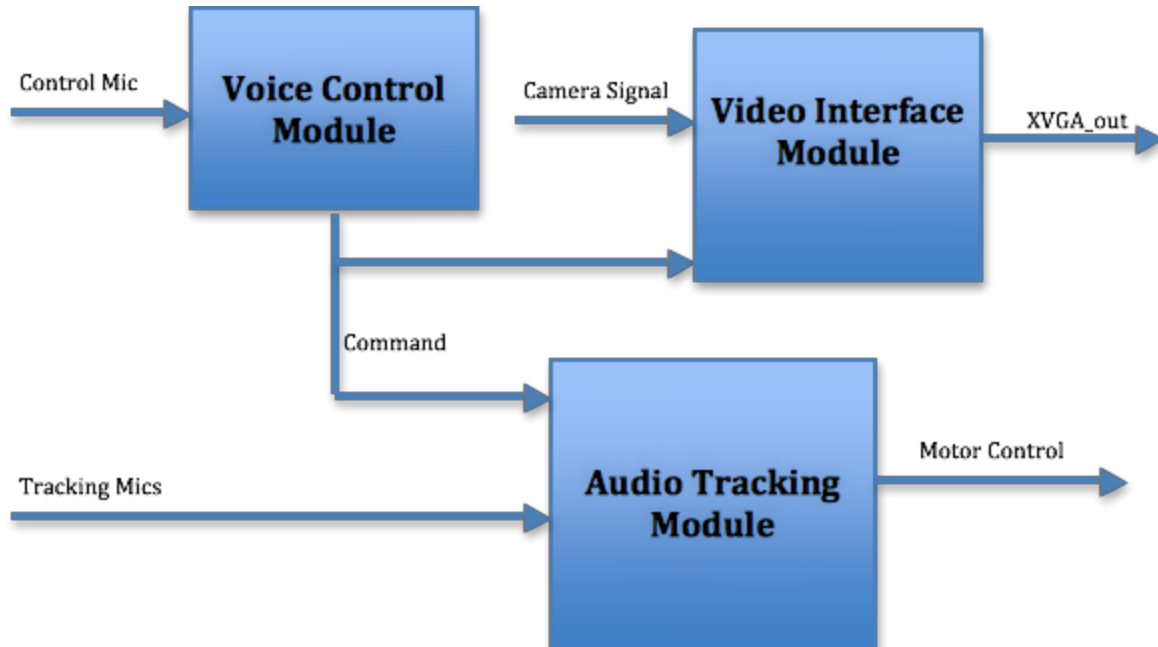 Control Mic
Voice Control
Module
Camera Signal
Video Interface
Module
XVGA_out
Command
Tracking Mics
Audio Tracking
Module
Motor Control